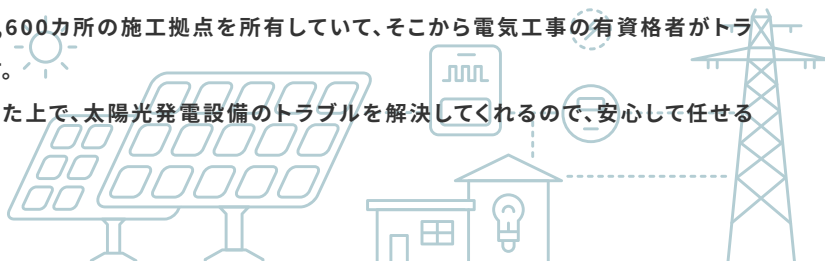 ,600カ所の施工拠点を所有していて、そこから電気工事の有資格者がトラ
。
た上で、太陽光発電設備のトラブルを解決してくれるので、安心して任せる